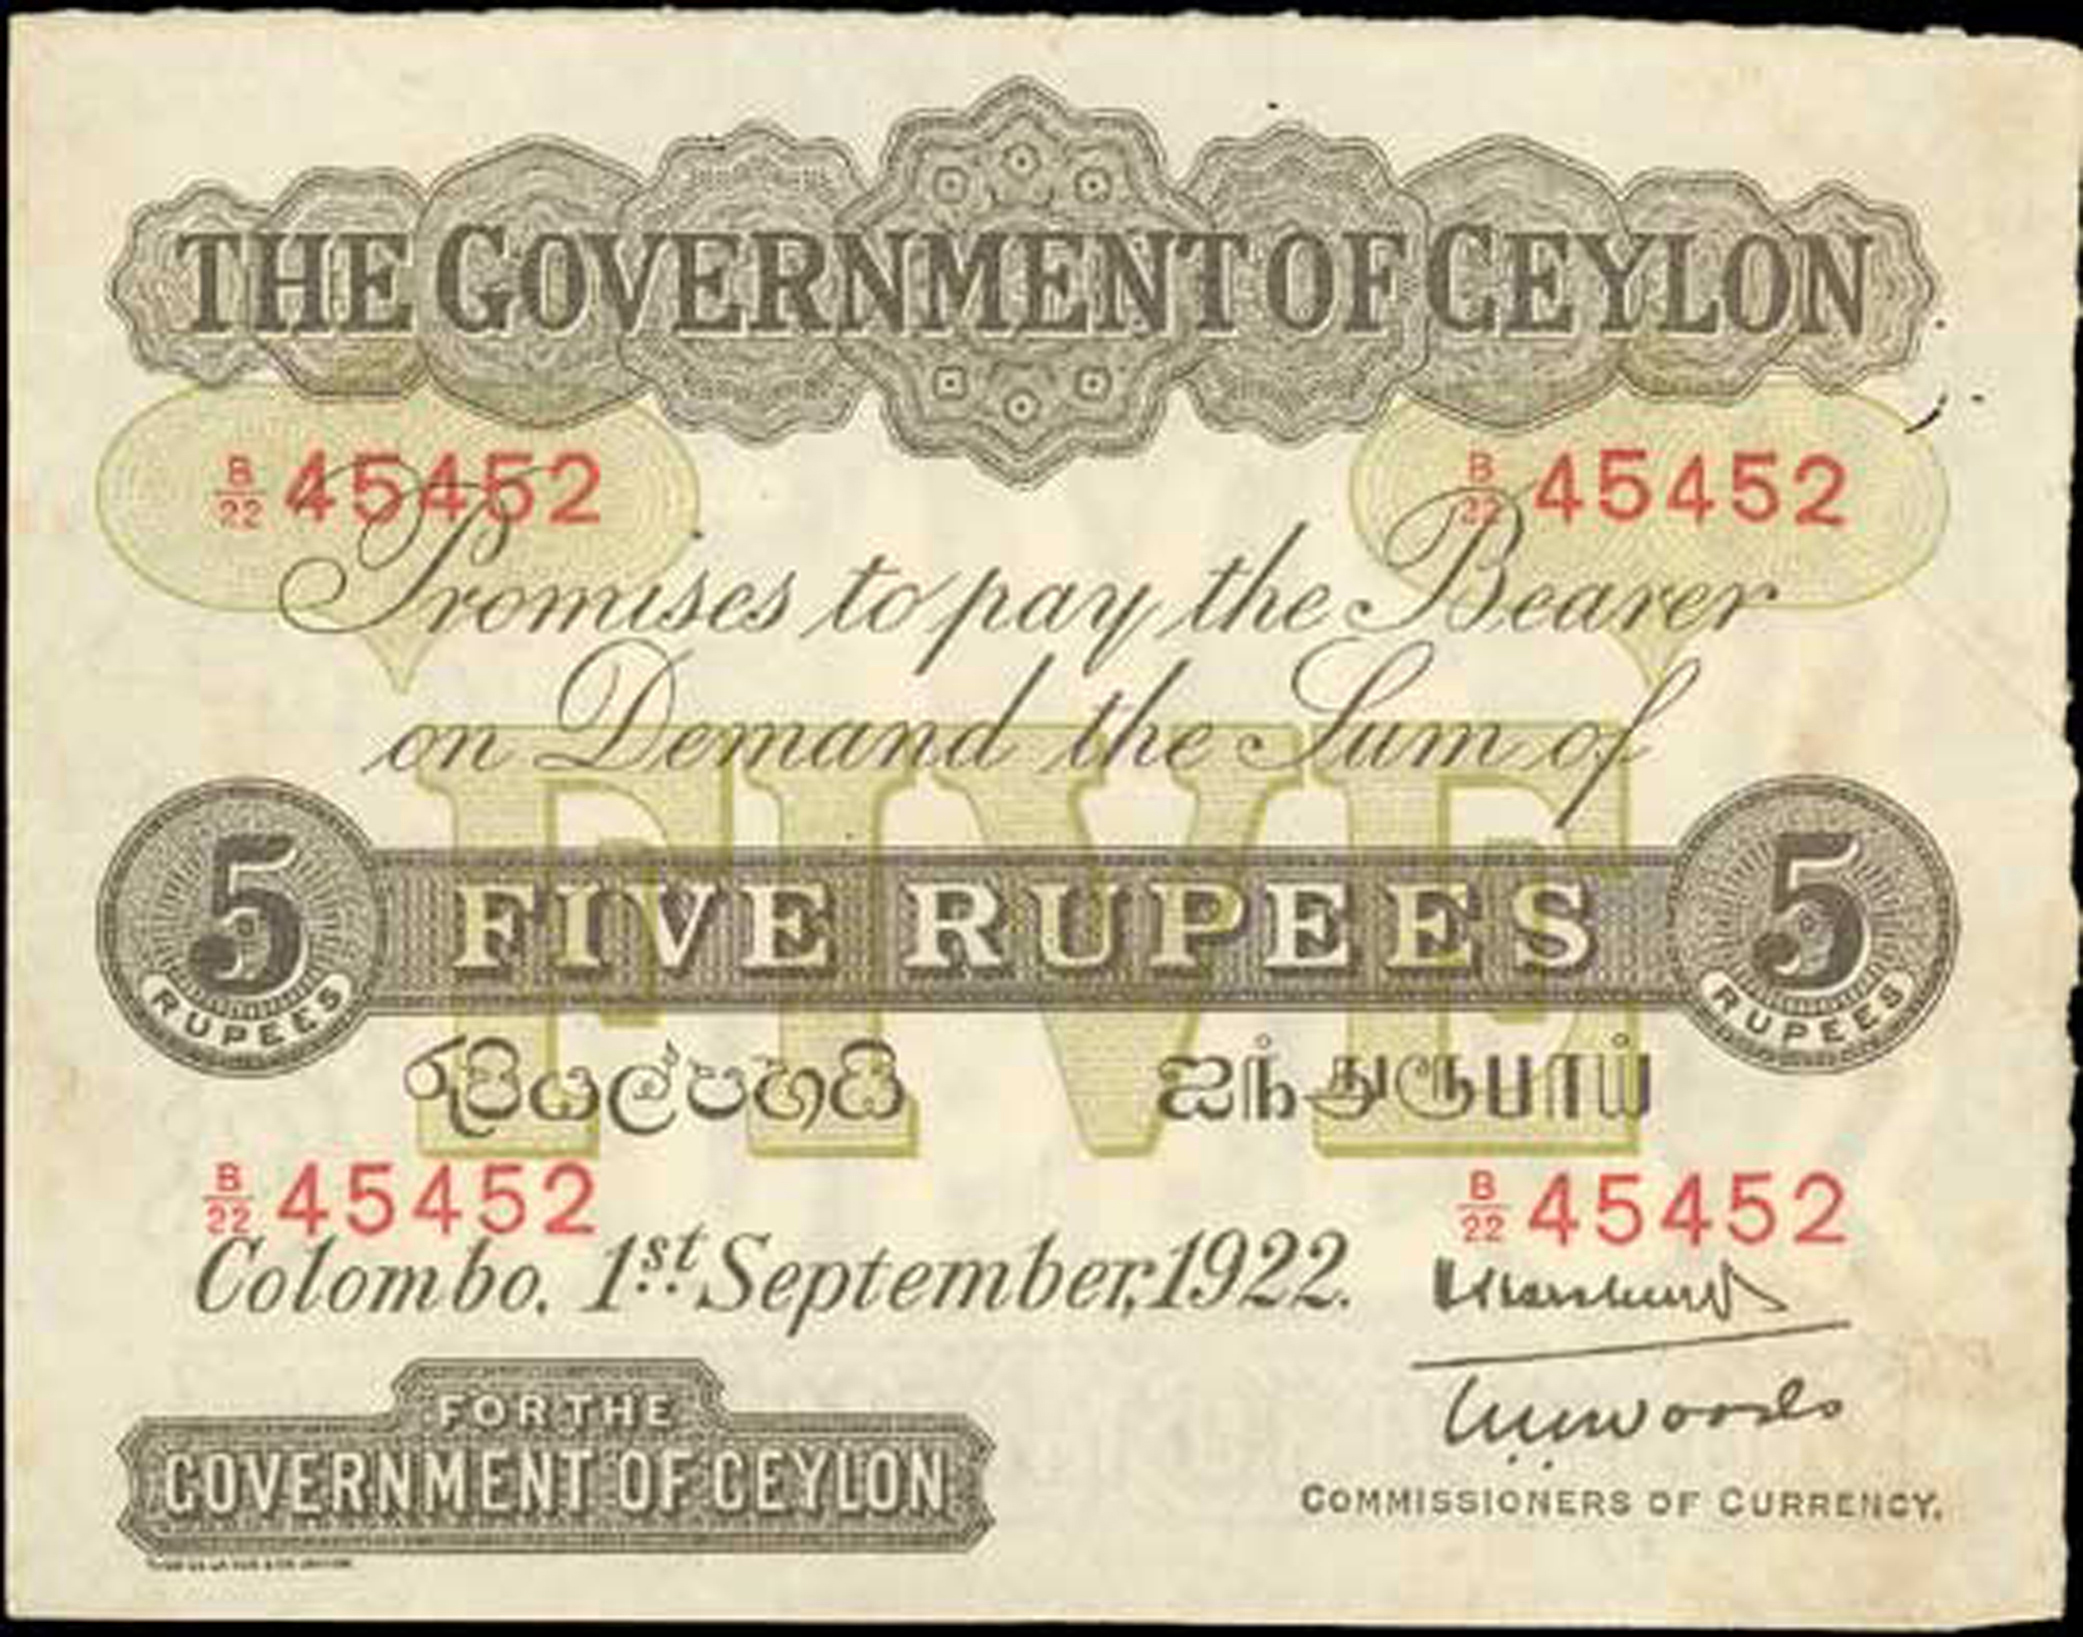 THE GOVERNMENT OF CEYLON
B/22 45452 B/22 45452
Promises to pay the Bearer
on Demand the Sum of
FIVE
5 RUPEES FIVE RUPEES 5 RUPEES
රුපියල්පහයි ஐந்துரூபாய்
B/22 45452 B/22 45452
Colombo, 1st September, 1922.
W.W. Woods
FOR THE
GOVERNMENT OF CEYLON
COMMISSIONERS OF CURRENCY.